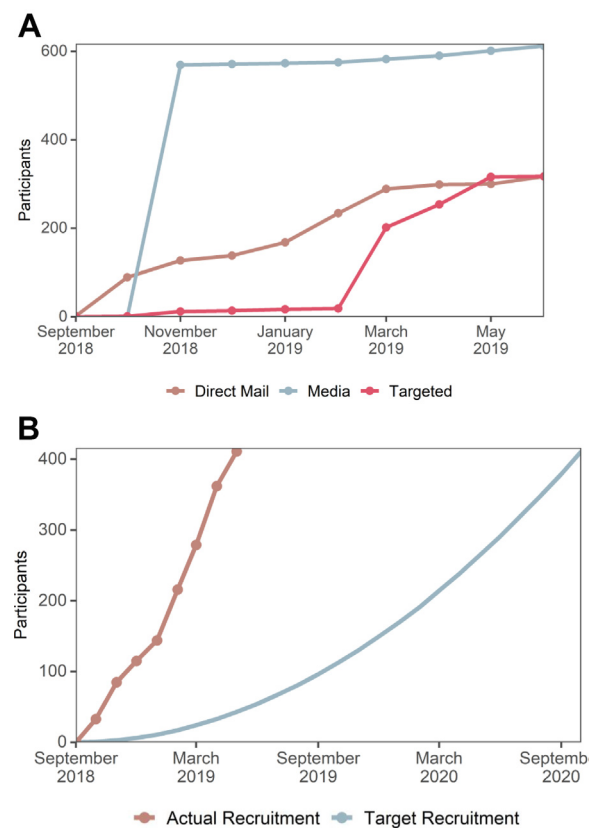 A
600
400
200
0
Participants
September 2018
November 2018
January 2019
March 2019
May 2019
Direct Mail Media Targeted
B
400
300
200
100
0
Participants
September 2018
March 2019
September 2019
March 2020
Septemb 2020
Actual Recruitment Target Recruitment